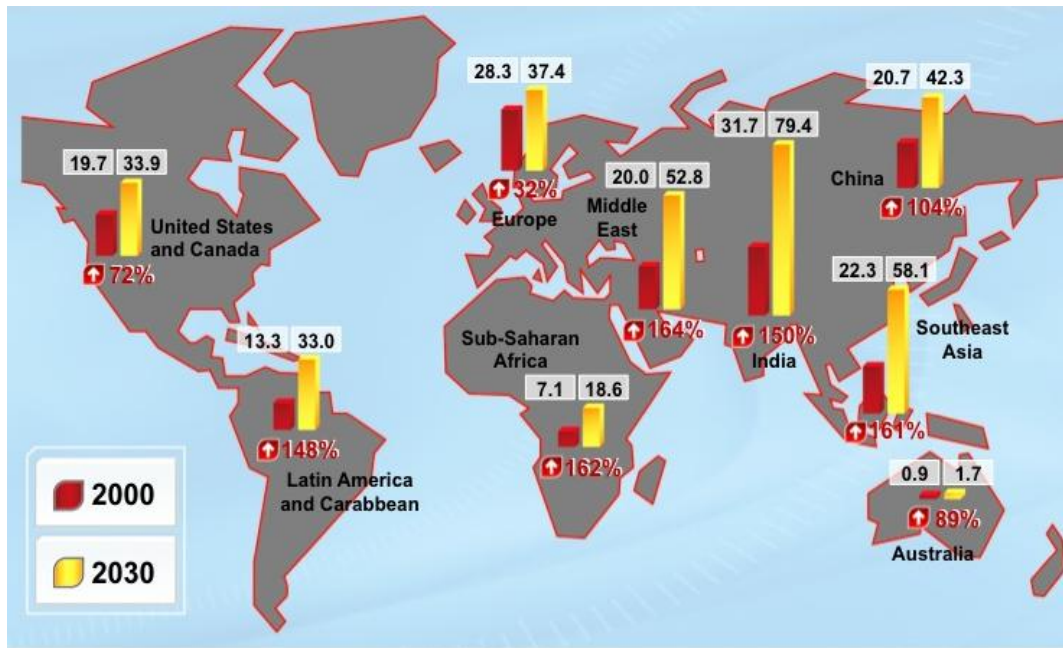 28.3 37.4
32%
Europe
20.7 42.3
China
104%
31.7 79.4
150%
India
19.7 33.9
United States
and Canada
72%
20.0 52.8
Middle
East
164%
22.3 58.1
Southeast
Asia
161%
13.3 33.0
148%
Latin America
and Carabbean
Sub-Saharan
Africa
7.1 18.6
162%
0.9 1.7
89%
Australia
2000
2030